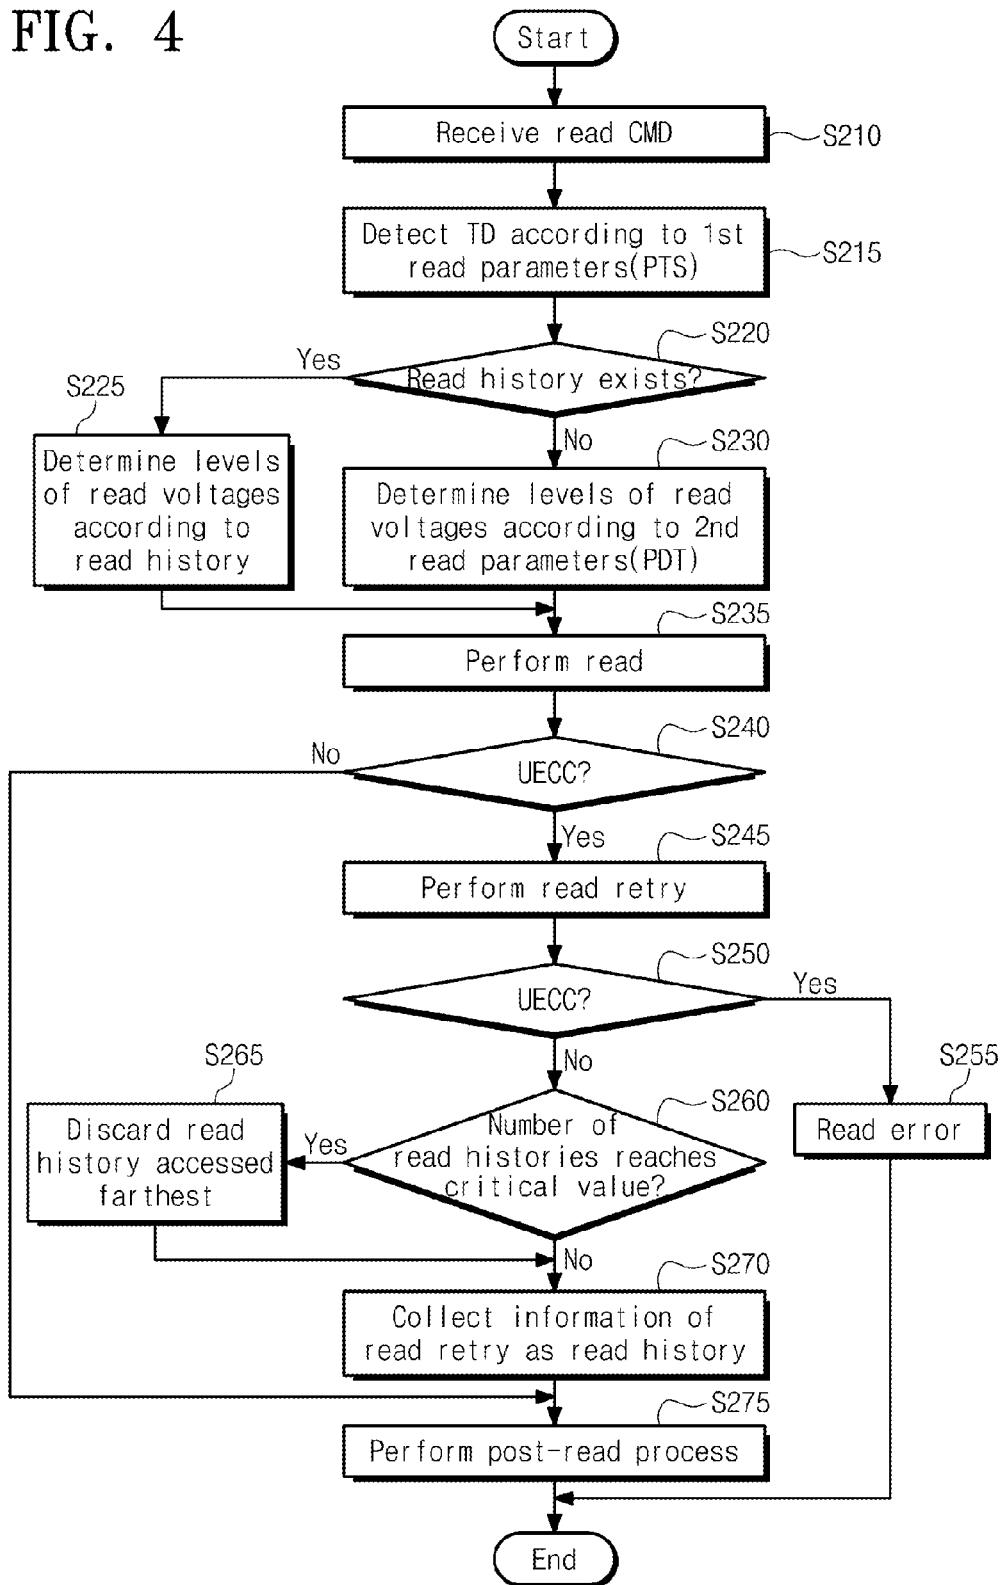 FIG. 4
Start
Receive read CMD
S210
Detect TD according to 1st
read parameters(PTS)
S215
S220
Yes
Read history exists?
S225
No
S230
Determine levels
of read voltages
according to
read history
Determine levels of read
voltages according to 2nd
read parameters(PDT)
S235
Perform read
S240
No
UECC?
Yes
S245
Perform read retry
S250
Yes
UECC?
No
S265
S260
S255
Discard read
history accessed
farthest
Yes
Number of
read histories reaches
critical value?
Read error
No
S270
Collect information of
read retry as read history
S275
Perform post-read process
End